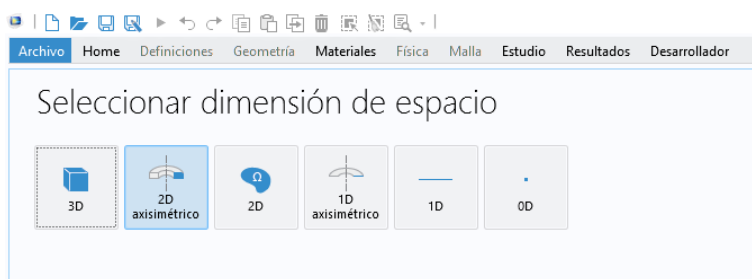 Archivo Home Definiciones Geometría Materiales Física Malla Estudio Resultados Desarrollador
Seleccionar dimensión de espacio
3D
2D
axisimétrico
Ω
2D
1D
axisimétrico
1D
0D